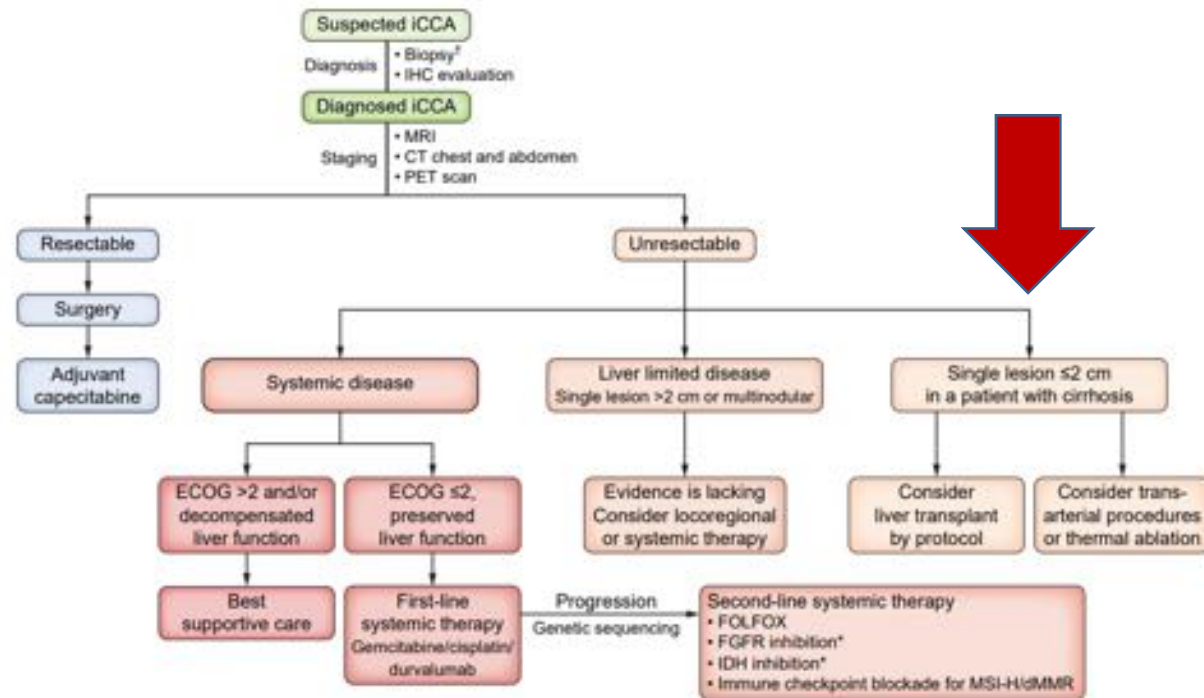 Suspected iCCA
Diagnosis
• Biopsy†
• IHC evaluation
Diagnosed iCCA
Staging
• MRI
• CT chest and abdomen
• PET scan
Resectable
Unresectable
Surgery
Adjuvant
capecitabine
Systemic disease
Liver limited disease
Single lesion >2 cm or multinodular
Single lesion ≤2 cm
in a patient with cirrhosis
ECOG >2 and/or
decompensated
liver function
ECOG ≤2,
preserved
liver function
Evidence is lacking
Consider locoregional
or systemic therapy
Consider
liver transplant
by protocol
Consider trans-
arterial procedures
or thermal ablation
Best
supportive care
First-line
systemic therapy
Gemcitabine/cisplatin/
durvalumab
Progression
Genetic sequencing
Second-line systemic therapy
• FOLFOX
• FGFR inhibition*
• IDH inhibition*
• Immune checkpoint blockade for MSI-H/dMMR